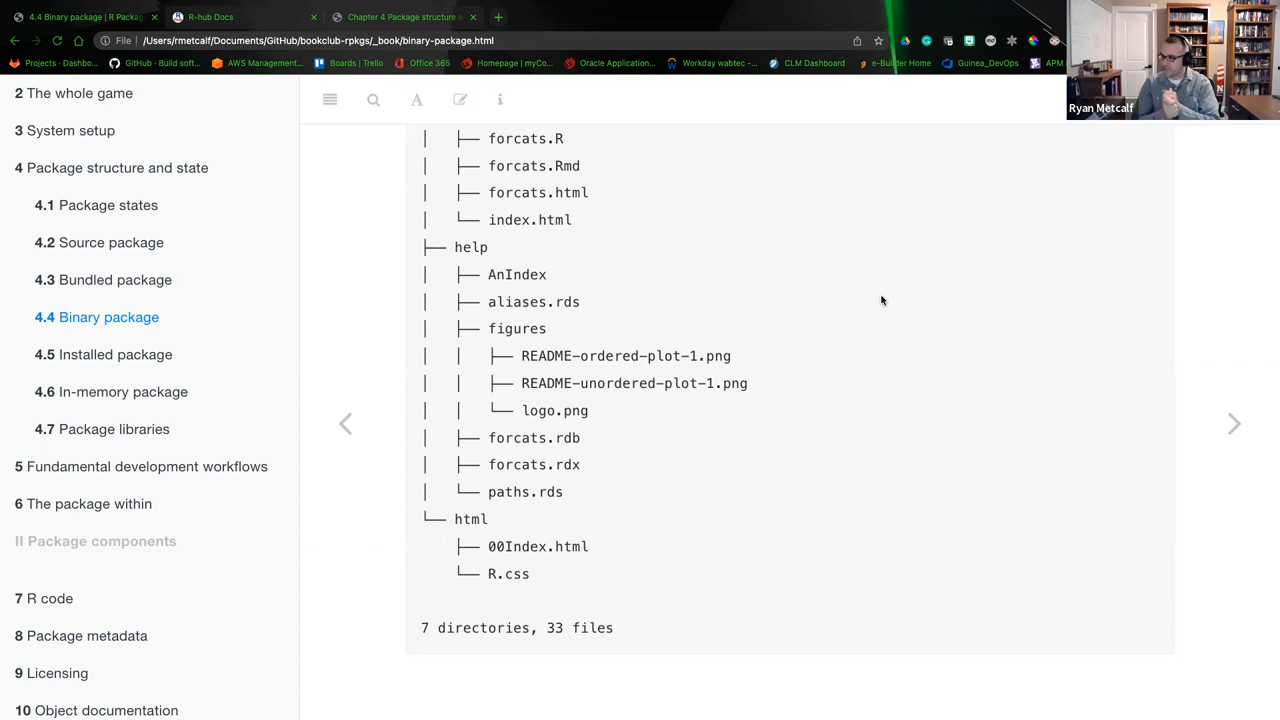 4.4 Binary package | R Packag
R-hub Docs
Chapter 4 Package structure a
File | /Users/rmetcalf/Documents/GitHub/bookclub-rpkgs/_book/binary-package.html
Projects · Dashbo...
GitHub · Build soft...
AWS Management...
Boards | Trello
Office 365
Homepage | myCo...
Oracle Application...
Workday wabtec -...
CLM Dashboard
e-Builder Home
Guinea_DevOps
APM
Ryan Metcalf
2 The whole game
3 System setup
4 Package structure and state
4.1 Package states
4.2 Source package
4.3 Bundled package
4.4 Binary package
4.5 Installed package
4.6 In-memory package
4.7 Package libraries
5 Fundamental development workflows
6 The package within
II Package components
7 R code
8 Package metadata
9 Licensing
10 Object documentation
│   ├── forcats.R
│   ├── forcats.Rmd
│   ├── forcats.html
│   └── index.html
├── help
│   ├── AnIndex
│   ├── aliases.rds
│   ├── figures
│   │   ├── README-ordered-plot-1.png
│   │   ├── README-unordered-plot-1.png
│   │   └── logo.png
│   ├── forcats.rdb
│   ├── forcats.rdx
│   └── paths.rds
└── html
    ├── 00Index.html
    └── R.css
7 directories, 33 files